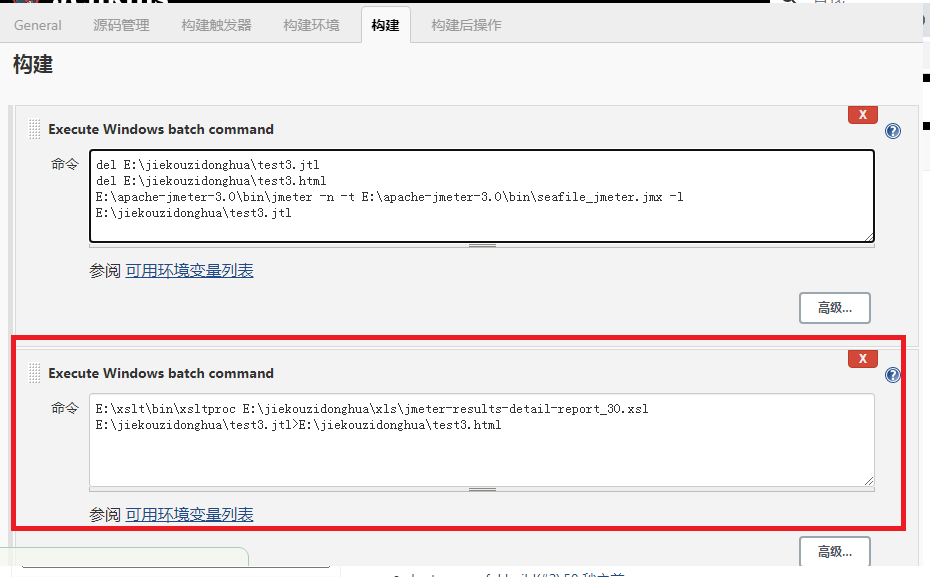 General 源码管理 构建触发器 构建环境 构建 构建后操作
构建
X
Execute Windows batch command
?
命令
del E:\jiekouzidonghua\test3.jtl
del E:\jiekouzidonghua\test3.html
E:\apache-jmeter-3.0\bin\jmeter -n -t E:\apache-jmeter-3.0\bin\seafile_jmeter.jmx -l
E:\jiekouzidonghua\test3.jtl
参阅 可用环境变量列表
高级...
X
Execute Windows batch command
?
命令
E:\xslt\bin\xsltproc E:\jiekouzidonghua\xls\jmeter-results-detail-report_30.xsl
E:\jiekouzidonghua\test3.jtl>E:\jiekouzidonghua\test3.html
参阅 可用环境变量列表
高级...